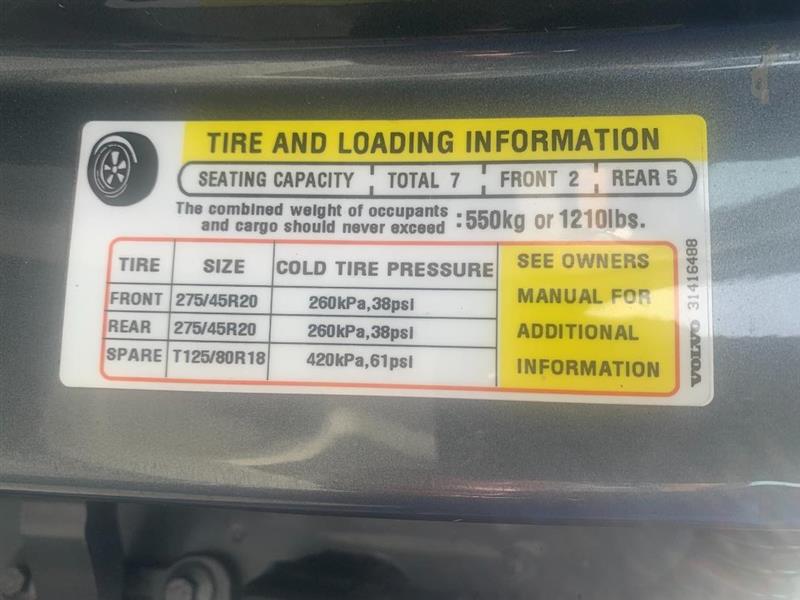 TIRE AND LOADING INFORMATION
SEATING CAPACITY TOTAL 7 FRONT 2 REAR 5
The combined weight of occupants
and cargo should never exceed :550kg or 1210lbs.
TIRE SIZE COLD TIRE PRESSURE
FRONT 275/45R20 260kPa,38psi
REAR 275/45R20 260kPa,38psi
SPARE T125/80R18 420kPa,61psi
SEE OWNERS
MANUAL FOR
ADDITIONAL
INFORMATION
VOLVO 31416488